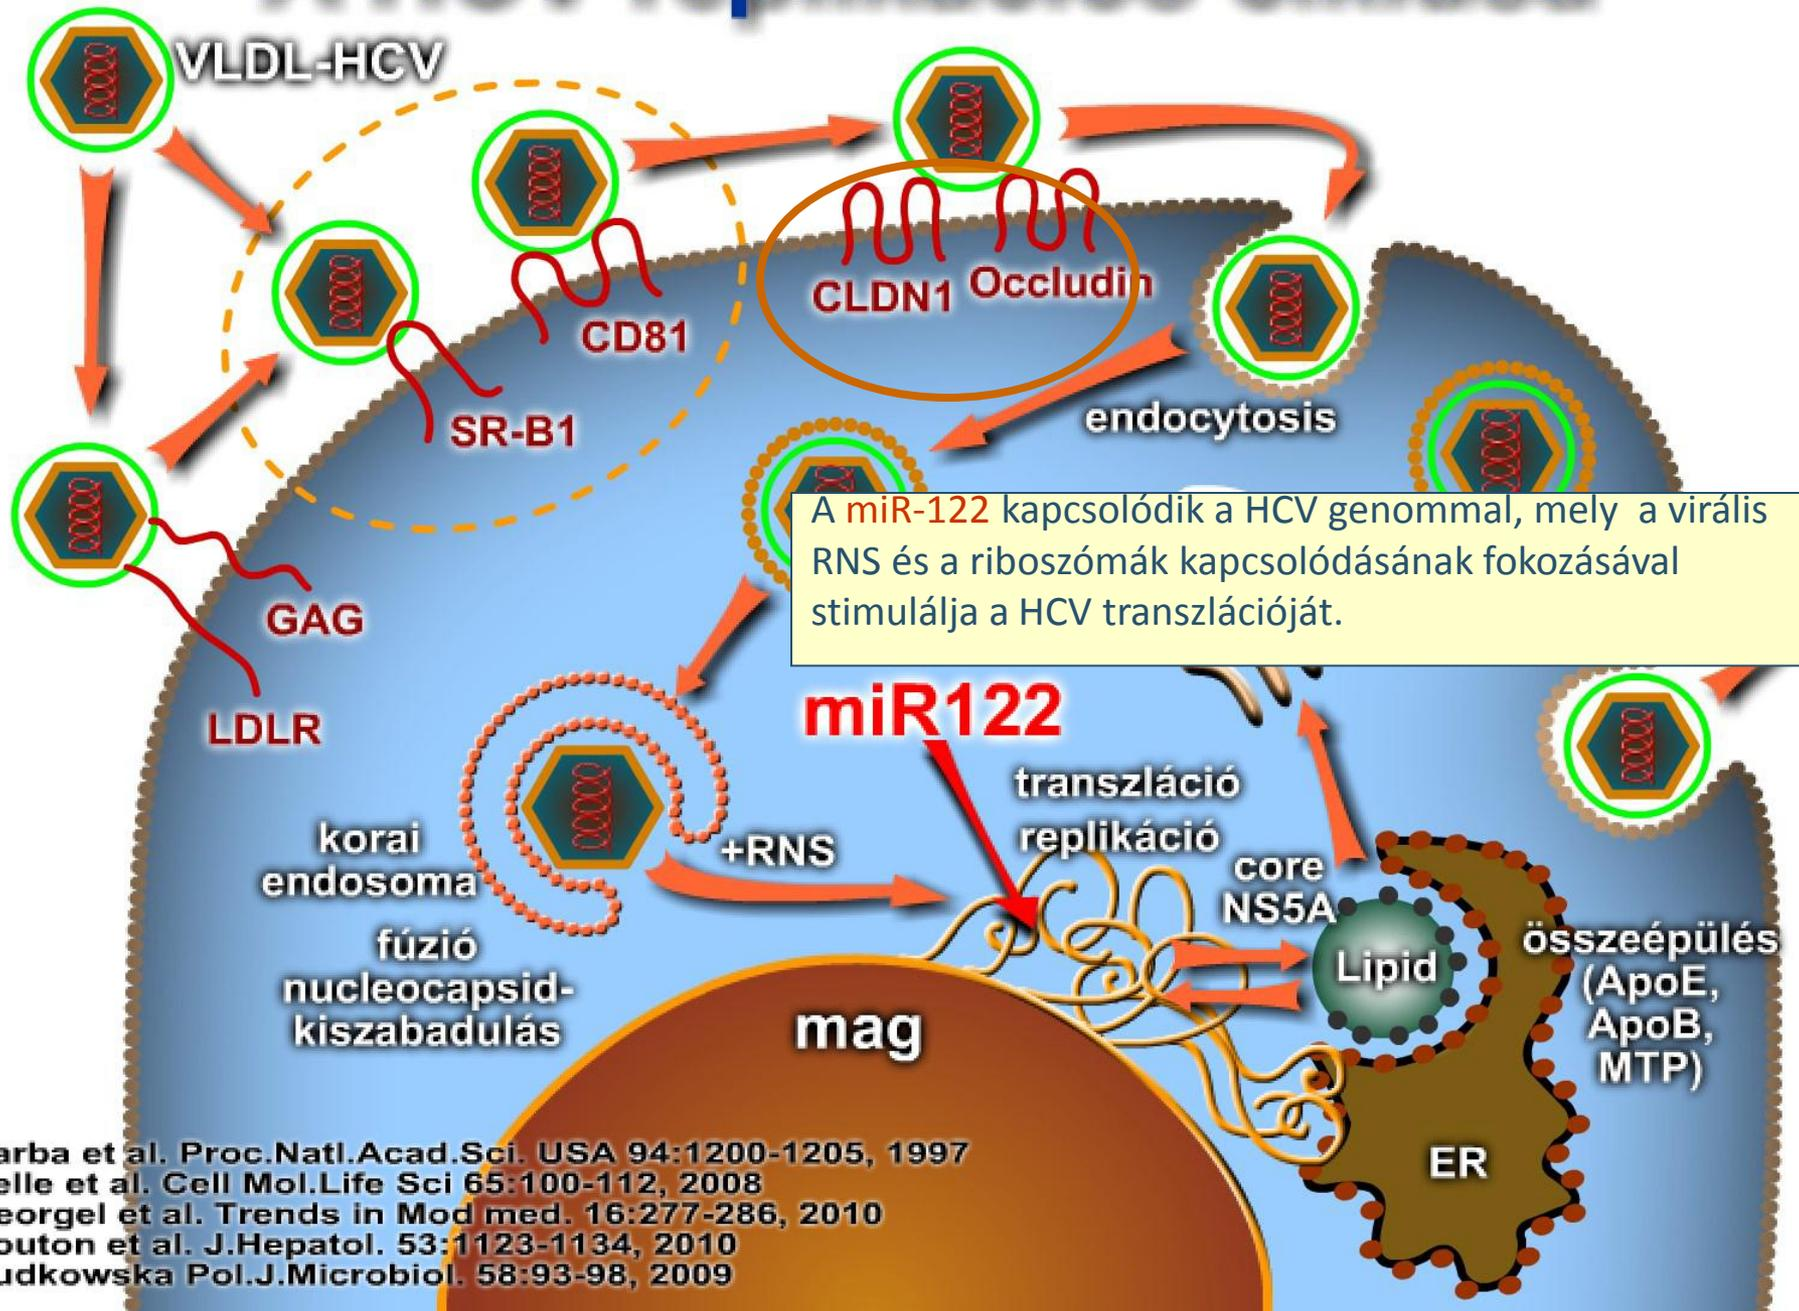 VLDL-HCV
CLDN1
Occludin
CD81
SR-B1
endocytosis
A miR-122 kapcsolódik a HCV genommal, mely a virális
RNS és a riboszómák kapcsolódásának fokozásával
stimulálja a HCV transzlációját.
GAG
LDLR
miR122
transzláció
replikáció
korai
endosoma
+RNS
core
NS5A
fúzió
nucleocapsid-
kiszabadulás
Lipid
összeépülés
(ApoE,
ApoB,
MTP)
mag
ER
et al. Proc.Natl.Acad.Sci. USA 94:1200-1205, 1997
et al. Cell Mol.Life Sci 65:100-112, 2008
et al. Trends in Mod med. 16:277-286, 2010
et al. J.Hepatol. 53:1123-1134, 2010
Pol.J.Microbiol. 58:93-98, 2009